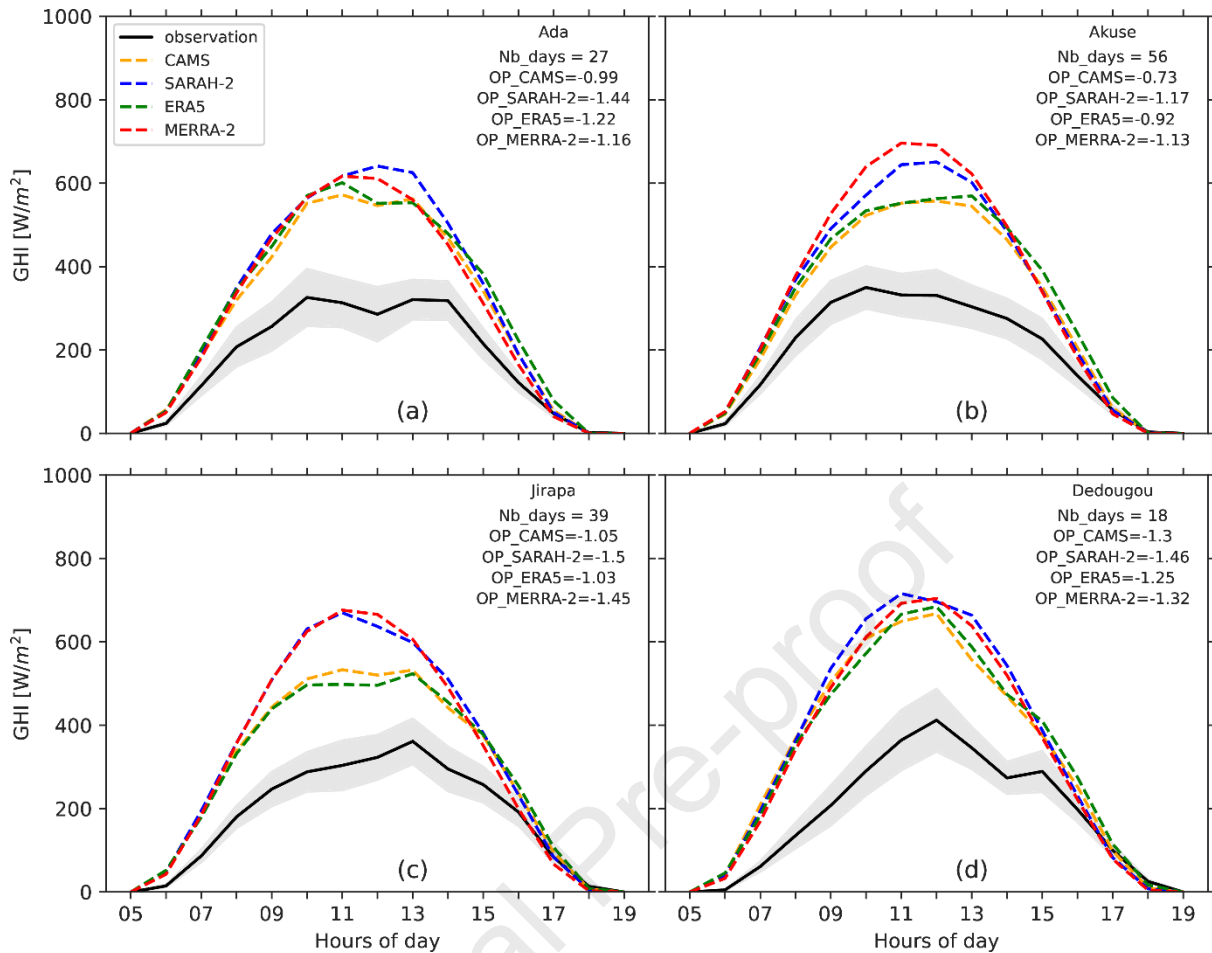 1000
800
600
400
200
0
GHI [W/m²]
observation
CAMS
SARAH-2
ERA5
MERRA-2
Ada
Nb_days = 27
OP_CAMS=-0.99
OP_SARAH-2=-1.44
OP_ERA5=-1.22
OP_MERRA-2=-1.16
(a)
Akuse
Nb_days = 56
OP_CAMS=-0.73
OP_SARAH-2=-1.17
OP_ERA5=-0.92
OP_MERRA-2=-1.13
(b)
1000
800
600
400
200
0
GHI [W/m²]
Jirapa
Nb_days = 39
OP_CAMS=-1.05
OP_SARAH-2=-1.5
OP_ERA5=-1.03
OP_MERRA-2=-1.45
(c)
05 07 09 11 13 15 17 19
Hours of day
Dedougou
Nb_days = 18
OP_CAMS=-1.3
OP_SARAH-2=-1.46
OP_ERA5=-1.25
OP_MERRA-2=-1.32
(d)
05 07 09 11 13 15 17 19
Hours of day
al Pre-proof